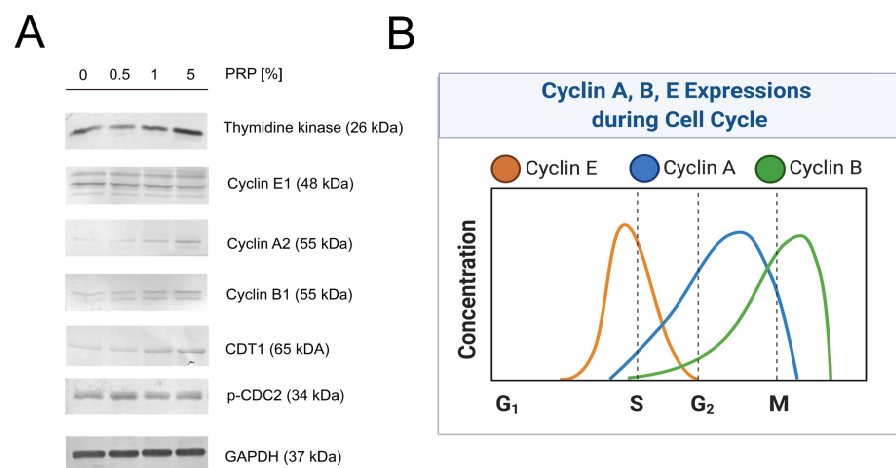 A
0 0.5 1 5 PRP [%]
Thymidine kinase (26 kDa)
Cyclin E1 (48 kDa)
Cyclin A2 (55 kDa)
Cyclin B1 (55 kDa)
CDT1 (65 kDA)
p-CDC2 (34 kDa)
GAPDH (37 kDa)
B
Cyclin A, B, E Expressions
during Cell Cycle
Cyclin E Cyclin A Cyclin B
Concentration
G₁ S G₂ M